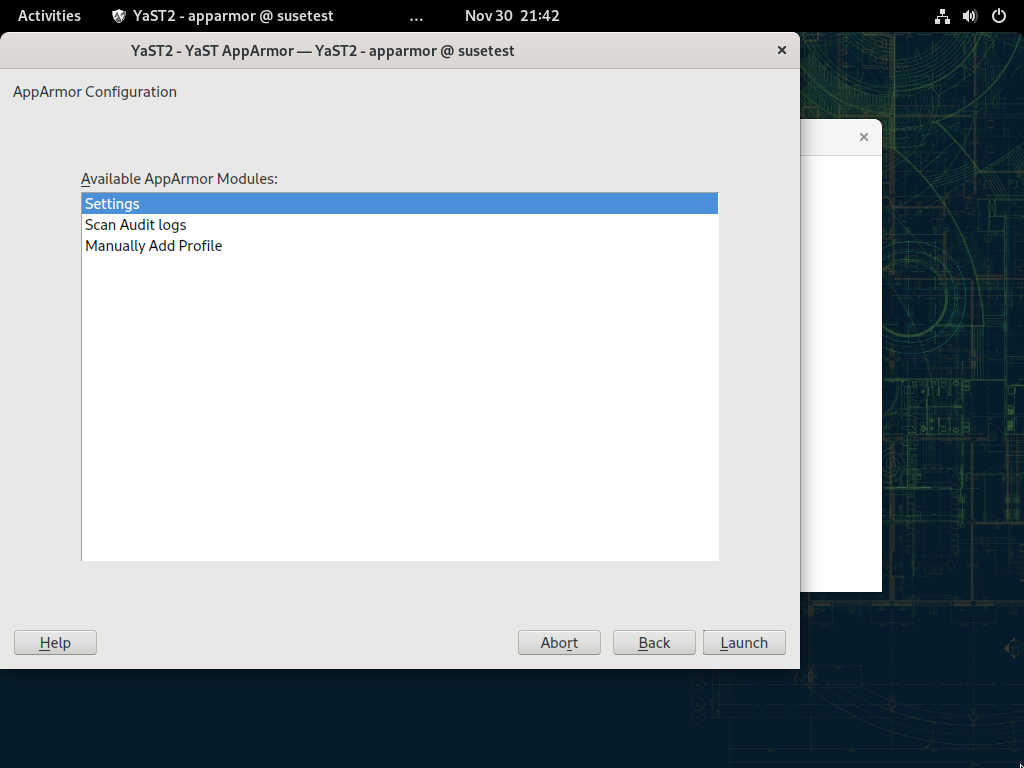 Activities
YaST2 - apparmor @ susetest
...
Nov 30 21:42
YaST2 - YaST AppArmor — YaST2 - apparmor @ susetest
AppArmor Configuration
Available AppArmor Modules:
Settings
Scan Audit logs
Manually Add Profile
Help
Abort
Back
Launch